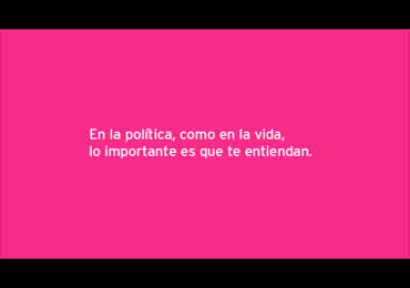 En la política, como en la vida,
lo importante es que te entiendan.